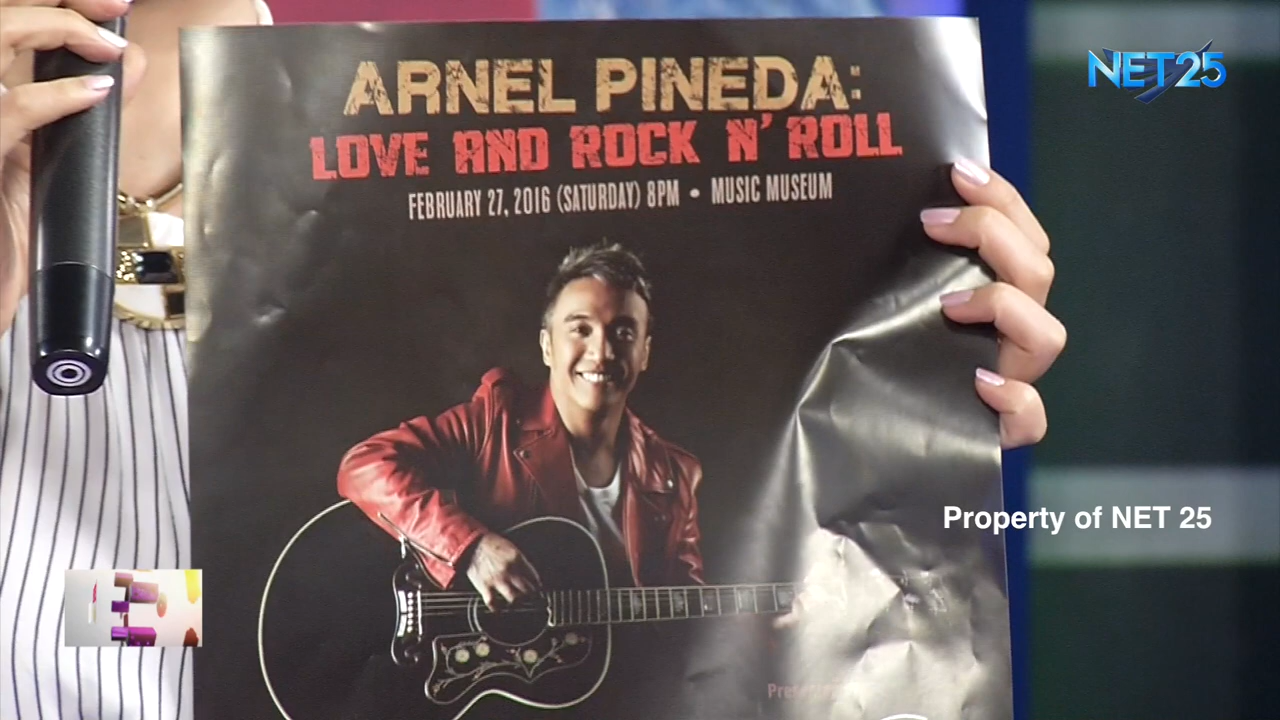 ARNEL PINEDA:
LOVE AND ROCK N' ROLL
FEBRUARY 27, 2016 (SATURDAY) 8PM • MUSIC MUSEUM
NET25
Property of NET 25